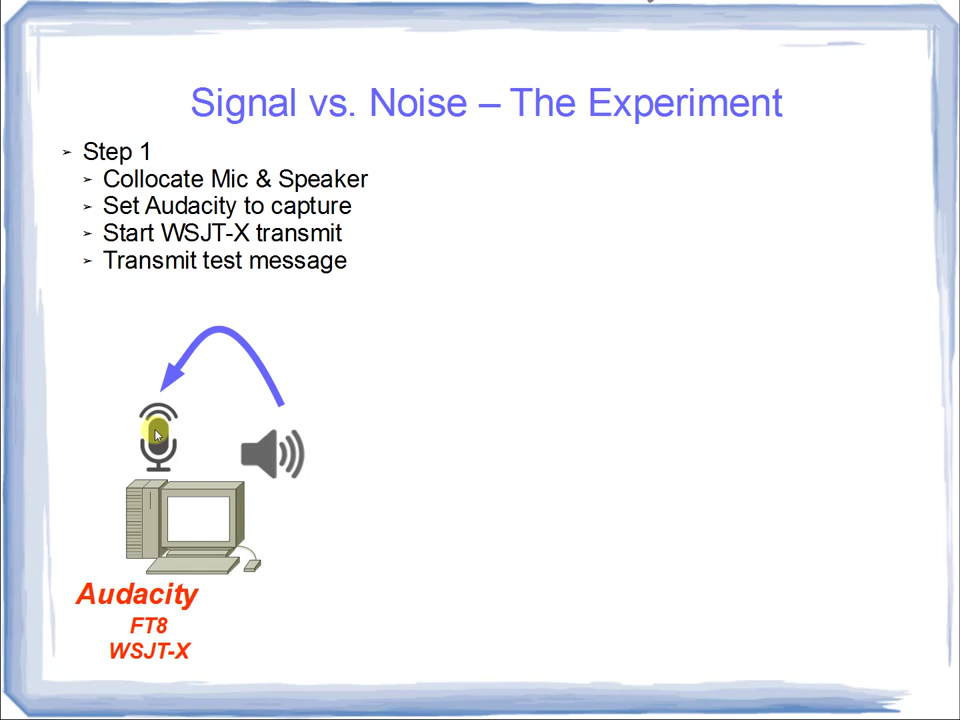 Signal vs. Noise – The Experiment
Step 1
Collocate Mic & Speaker
Set Audacity to capture
Start WSJT-X transmit
Transmit test message
Audacity
FT8
WSJT-X